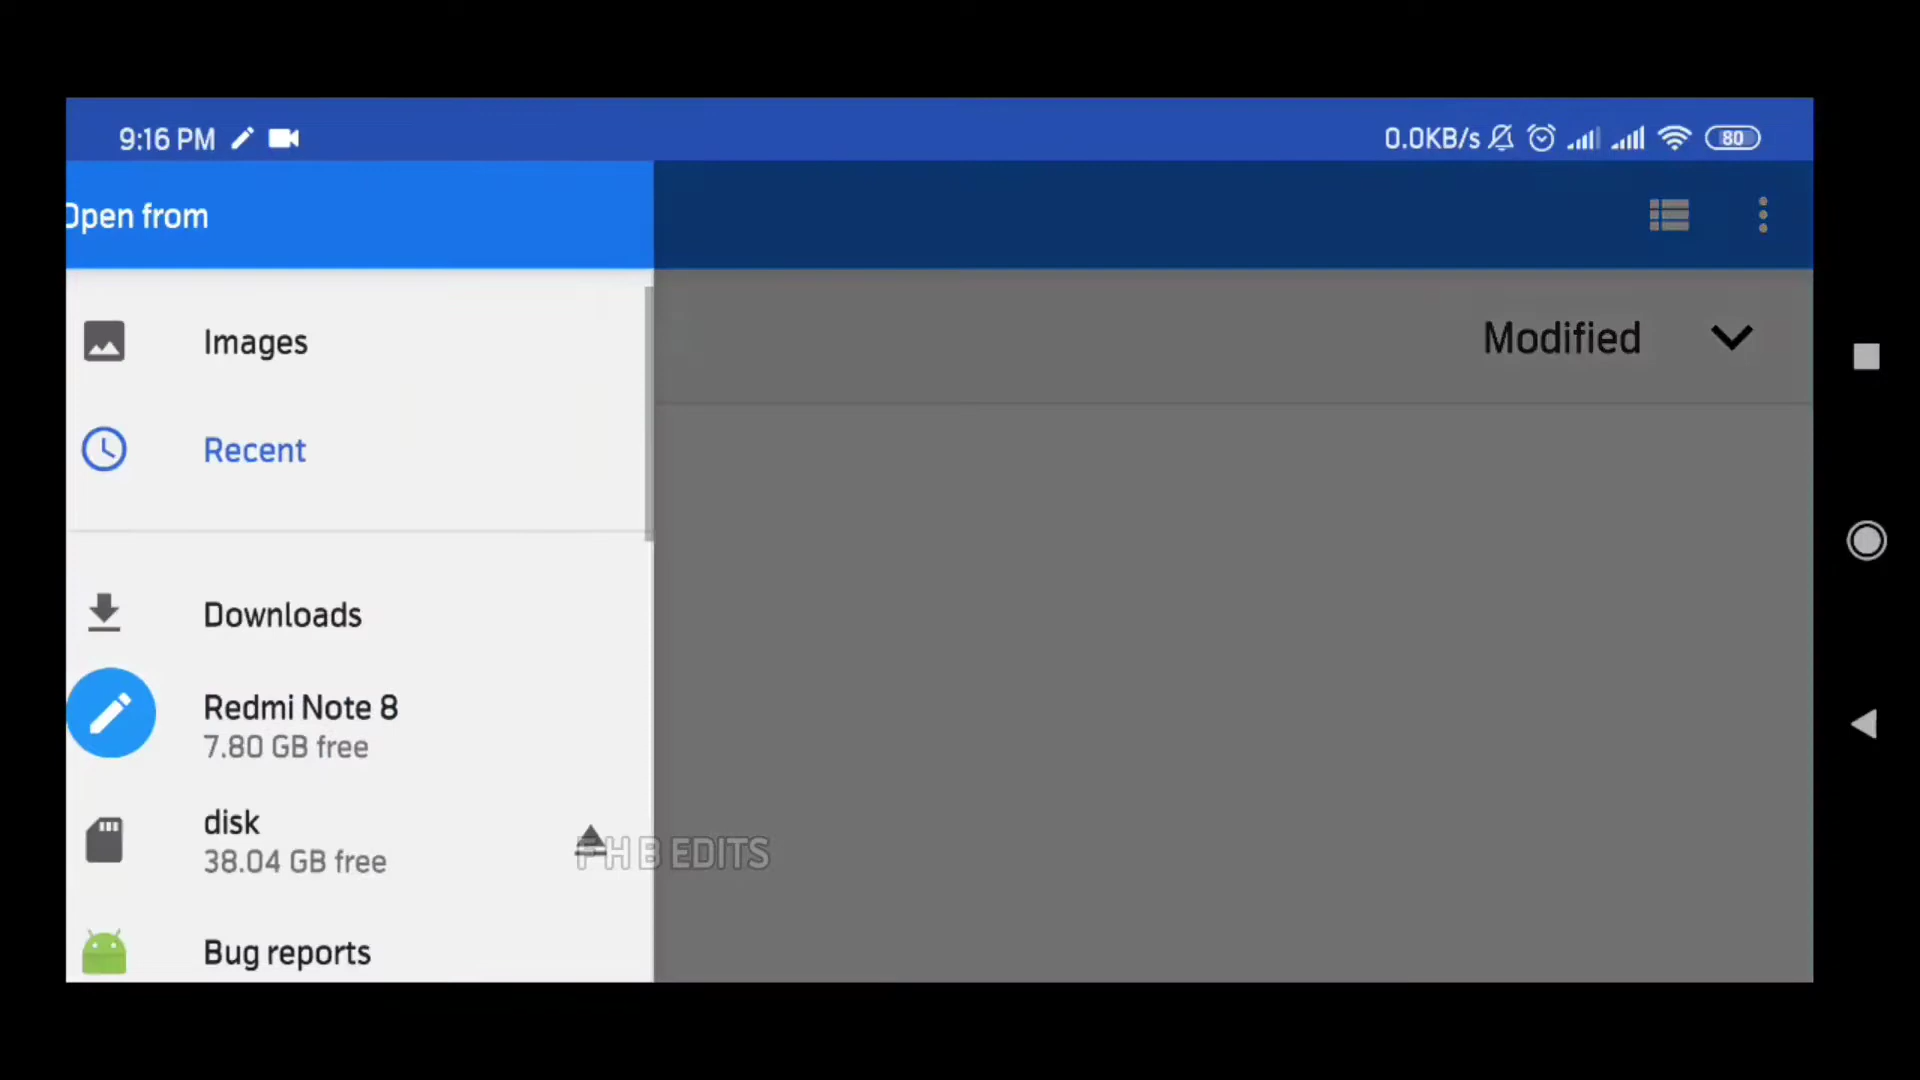 9:16 PM
0.0KB/s
80
Open from
Images
Modified
Recent
Downloads
Redmi Note 8
7.80 GB free
disk
38.04 GB free
FH B EDITS
Bug reports